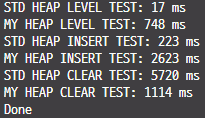 STD HEAP LEVEL TEST: 17 ms
MY HEAP LEVEL TEST: 748 ms
STD HEAP INSERT TEST: 223 ms
MY HEAP INSERT TEST: 2623 ms
STD HEAP CLEAR TEST: 5720 ms
MY HEAP CLEAR TEST: 1114 ms
Done